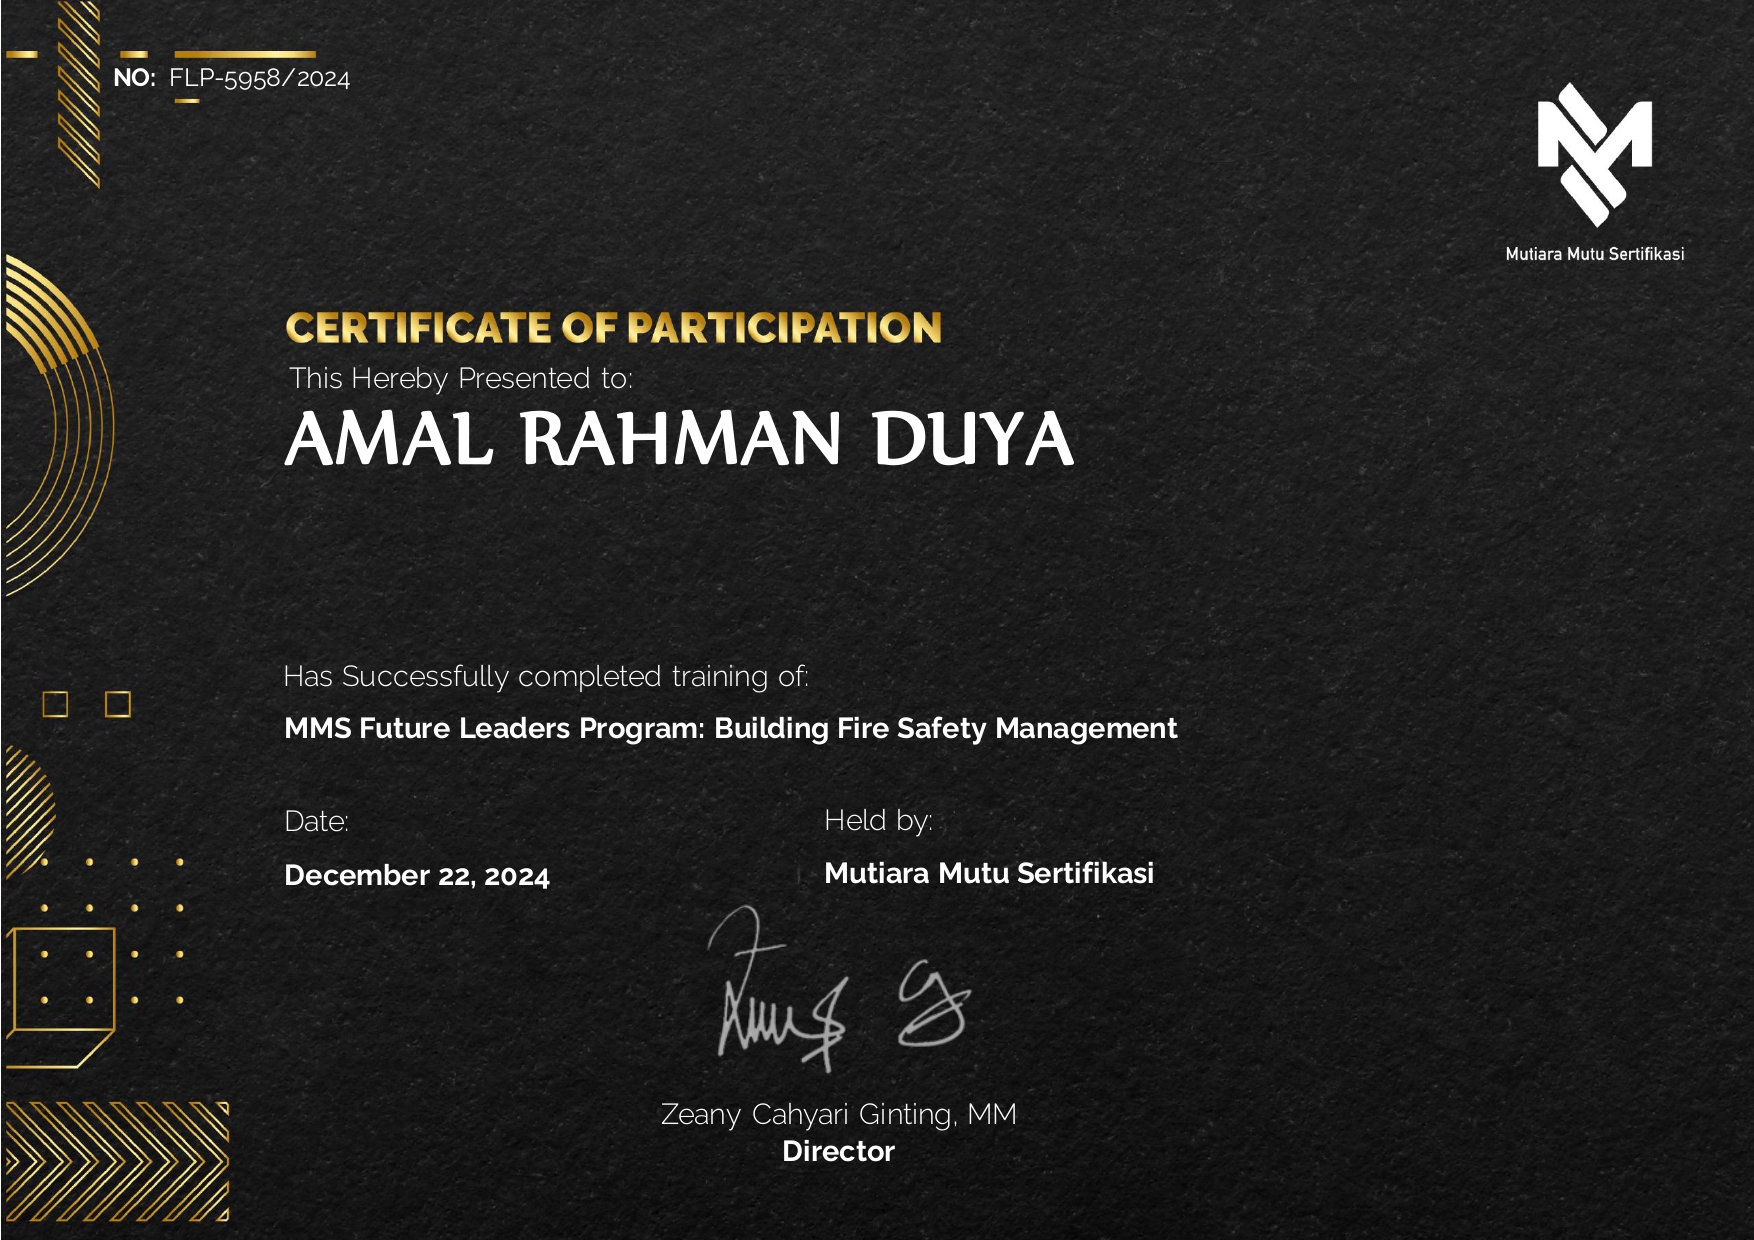 NO: FLP-5958/2024
Mutiara Mutu Sertifikasi
CERTIFICATE OF PARTICIPATION
This Hereby Presented to:
AMAL RAHMAN DUYA
Has Successfully completed training of:
MMS Future Leaders Program: Building Fire Safety Management
Date:
Held by:
December 22, 2024
Mutiara Mutu Sertifikasi
Zeany Cahyari Ginting, MM
Director